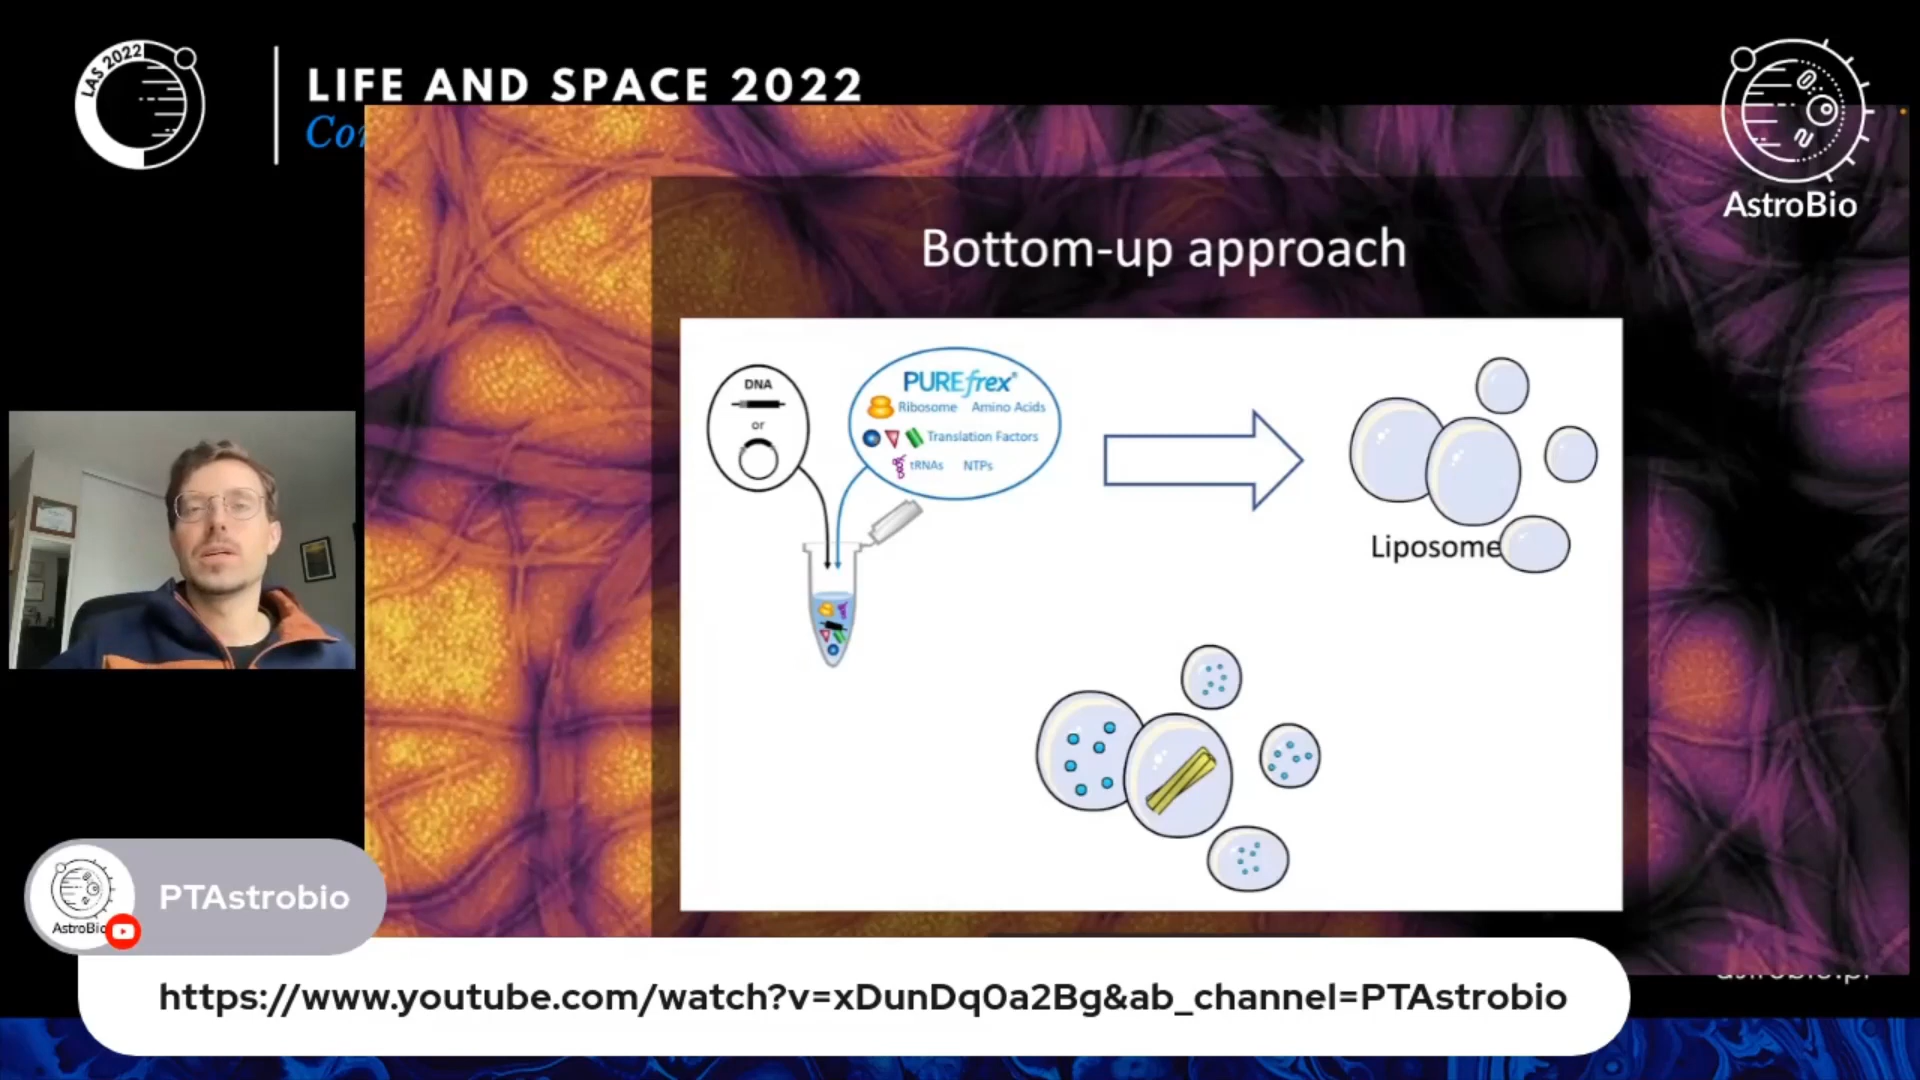 LAS 2022
LIFE AND SPACE 2022
AstroBio
Bottom-up approach
DNA
or
PUREfrex®
Ribosome Amino Acids
Translation Factors
tRNAs NTPs
Liposome
PTAstrobio
AstroBio
https://www.youtube.com/watch?v=xDunDq0a2Bg&ab_channel=PTAstrobio